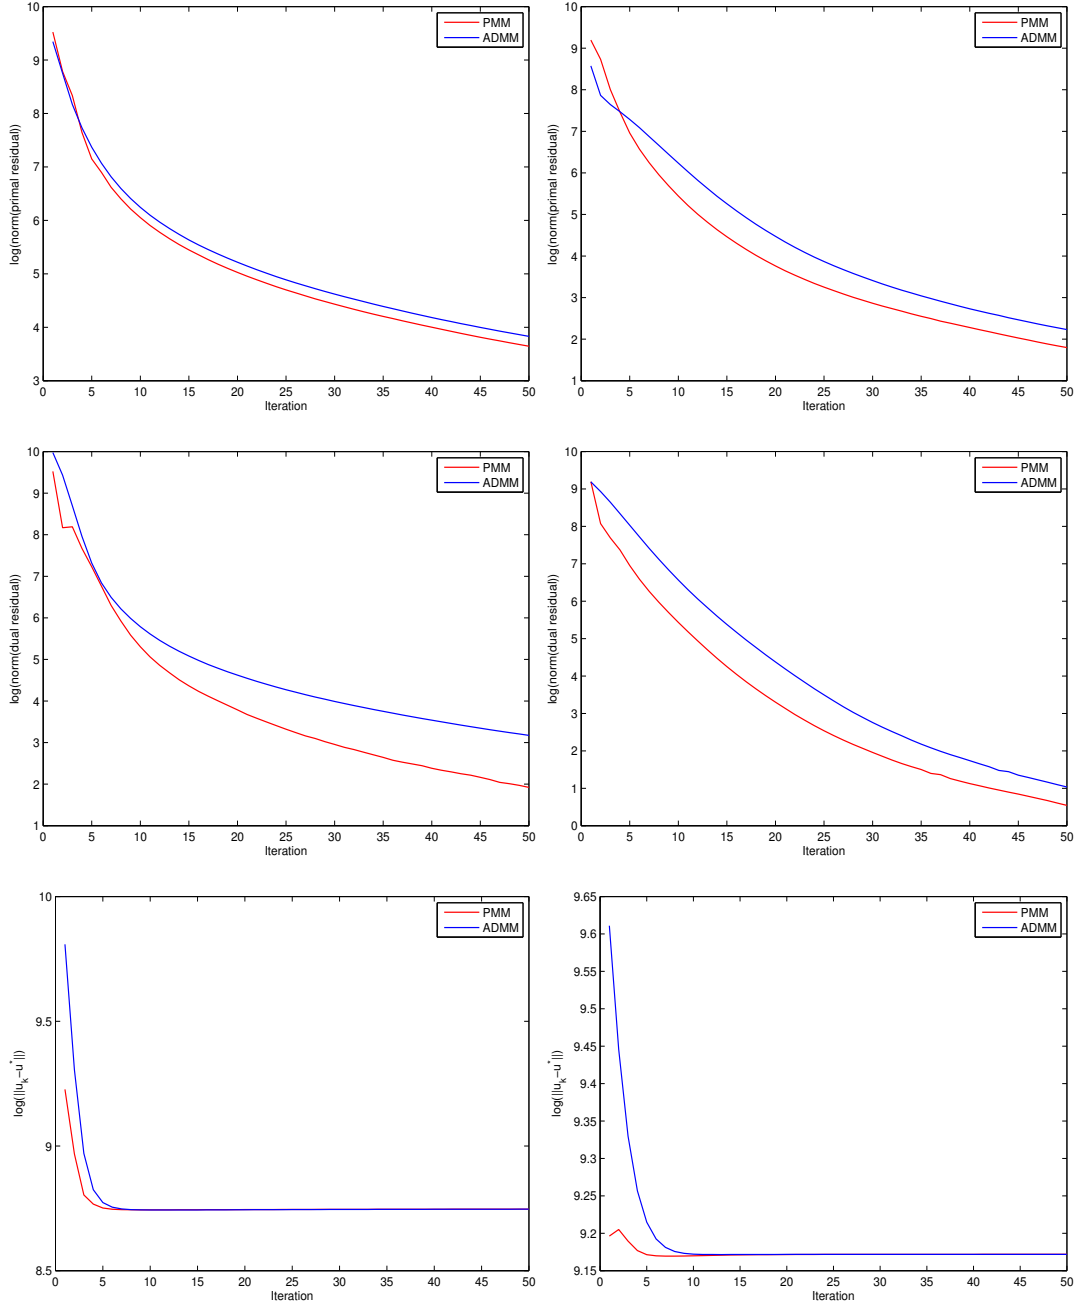 10
9
8
7
6
5
4
3
0 5 10 15 20 25 30 35 40 45 50
Iteration
log(norm(primal residual))
PMM
ADMM
10
9
8
7
6
5
4
3
2
1
0 5 10 15 20 25 30 35 40 45 50
Iteration
log(norm(primal residual))
PMM
ADMM
10
9
8
7
6
5
4
3
2
1
0 5 10 15 20 25 30 35 40 45 50
Iteration
log(norm(dual residual))
PMM
ADMM
10
9
8
7
6
5
4
3
2
1
0
0 5 10 15 20 25 30 35 40 45 50
Iteration
log(norm(dual residual))
PMM
ADMM
10
9.5
9
8.5
0 5 10 15 20 25 30 35 40 45 50
Iteration
log(||u_k−u^*||)
PMM
ADMM
9.65
9.6
9.55
9.5
9.45
9.4
9.35
9.3
9.25
9.2
9.15
0 5 10 15 20 25 30 35 40 45 50
Iteration
log(||u_k−u^*||)
PMM
ADMM